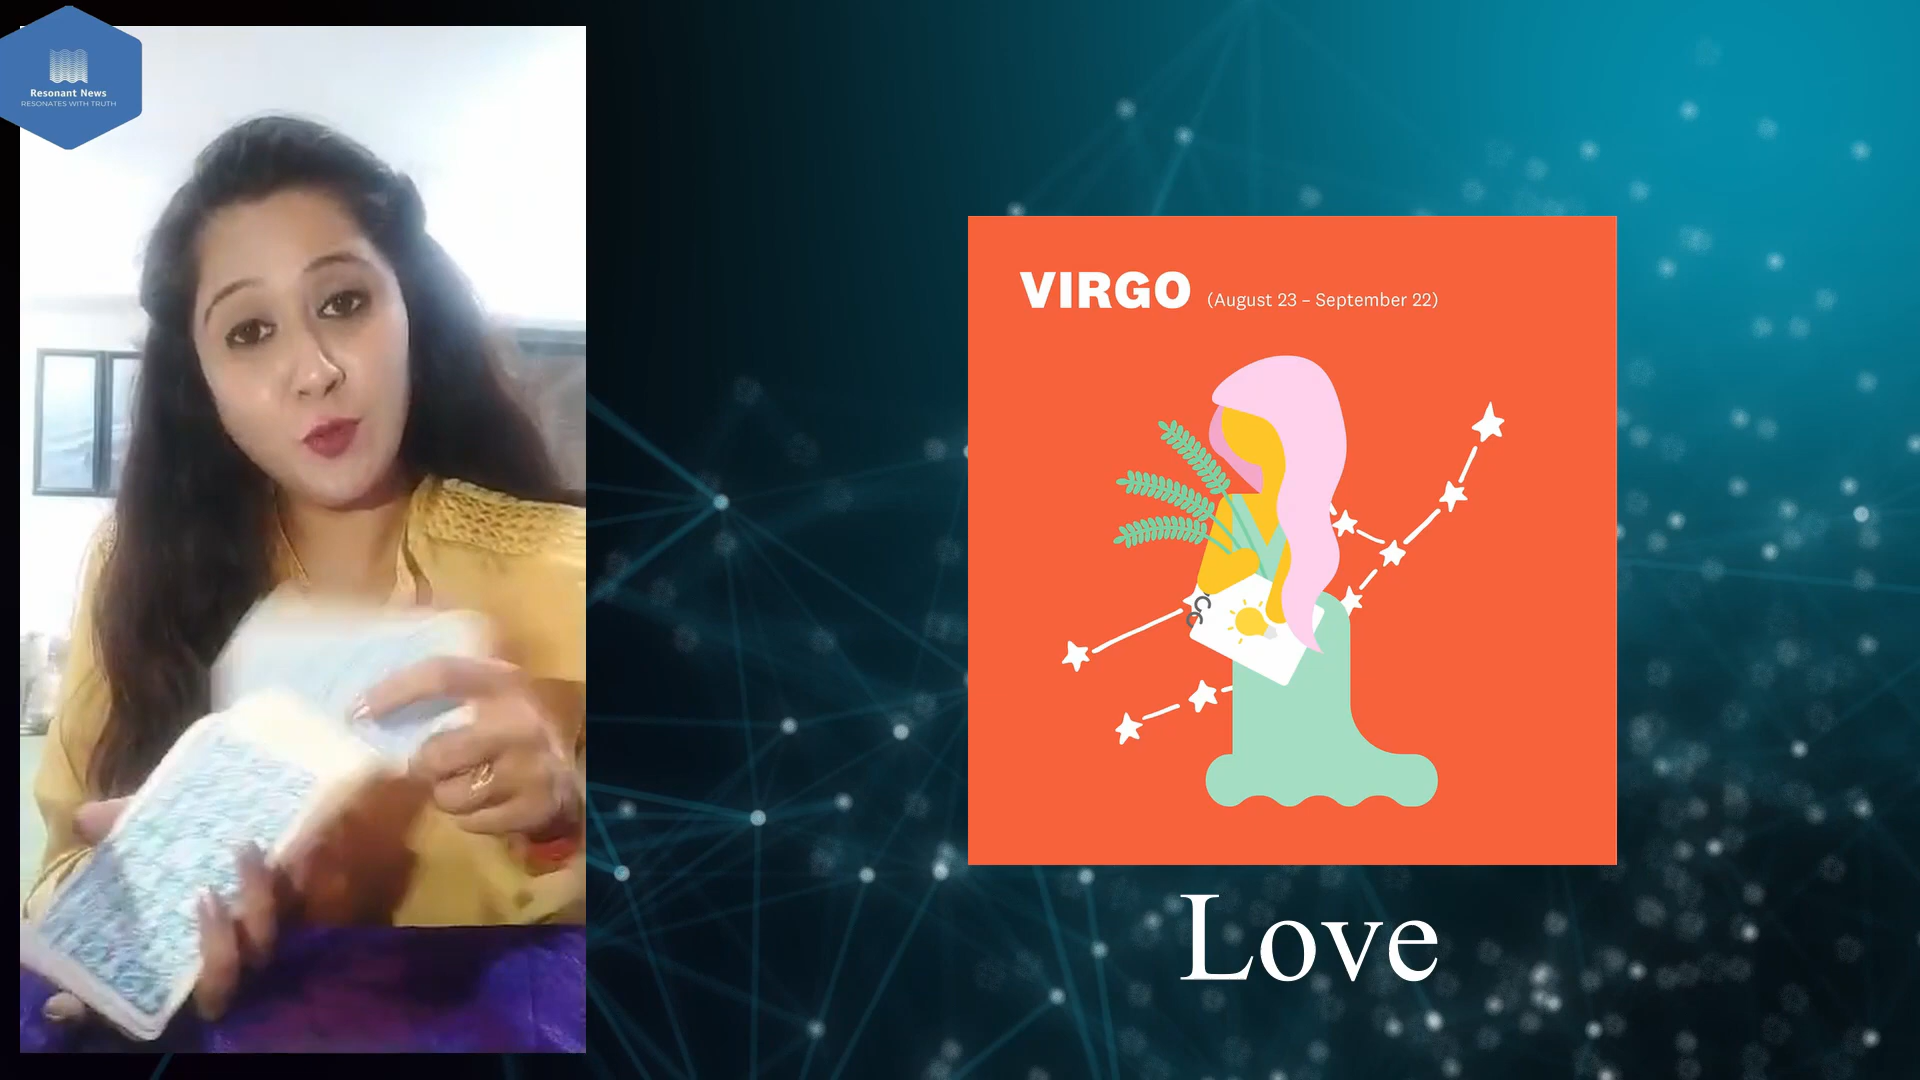 Resonant News
RESONATES WITH TRUTH
VIRGO (August 23 – September 22)
Love